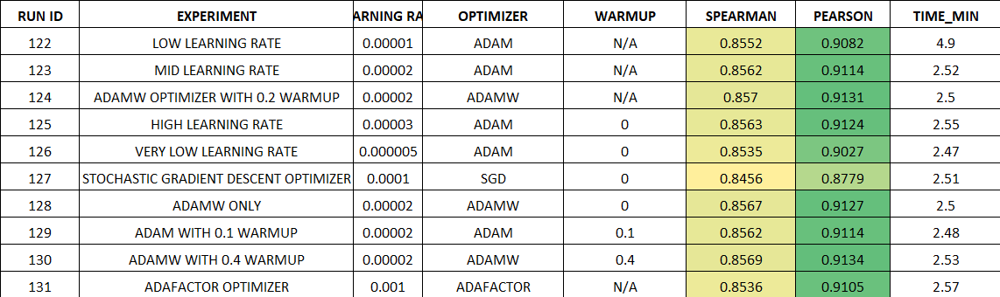 RUN ID EXPERIMENT ARNING RA OPTIMIZER WARMUP SPEARMAN PEARSON TIME_MIN
122 LOW LEARNING RATE 0.00001 ADAM N/A 0.8552 0.9082 4.9
123 MID LEARNING RATE 0.00002 ADAM N/A 0.8562 0.9114 2.52
124 ADAMW OPTIMIZER WITH 0.2 WARMUP 0.00002 ADAMW N/A 0.857 0.9131 2.5
125 HIGH LEARNING RATE 0.00003 ADAM 0 0.8563 0.9124 2.55
126 VERY LOW LEARNING RATE 0.000005 ADAM 0 0.8535 0.9027 2.47
127 STOCHASTIC GRADIENT DESCENT OPTIMIZER 0.0001 SGD 0 0.8456 0.8779 2.51
128 ADAMW ONLY 0.00002 ADAMW 0 0.8567 0.9127 2.5
129 ADAM WITH 0.1 WARMUP 0.00002 ADAM 0.1 0.8562 0.9114 2.48
130 ADAMW WITH 0.4 WARMUP 0.00002 ADAMW 0.4 0.8569 0.9134 2.53
131 ADAFACTOR OPTIMIZER 0.001 ADAFACTOR N/A 0.8536 0.9105 2.57